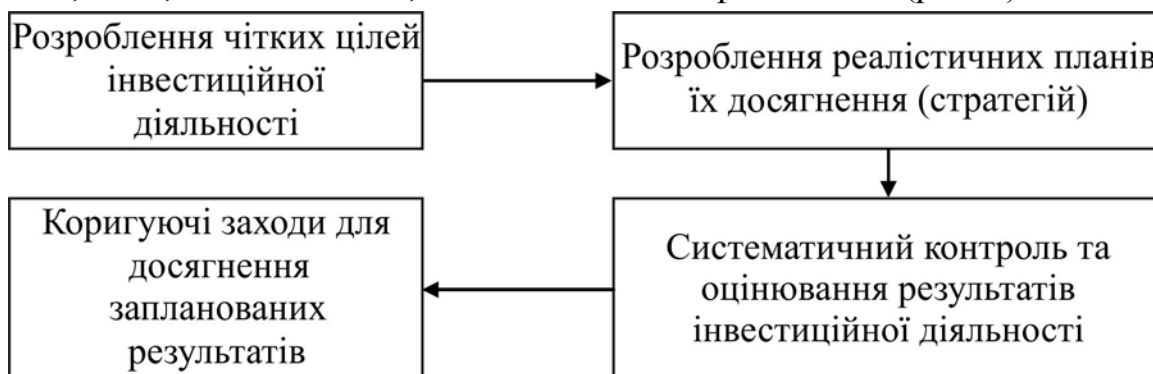 Розроблення чітких цілей
інвестиційної
діяльності
Розроблення реалістичних планів
їх досягнення (стратегій)
Коригуючі заходи для
досягнення
запланованих
результатів
Систематичний контроль та
оцінювання результатів
інвестиційної діяльності